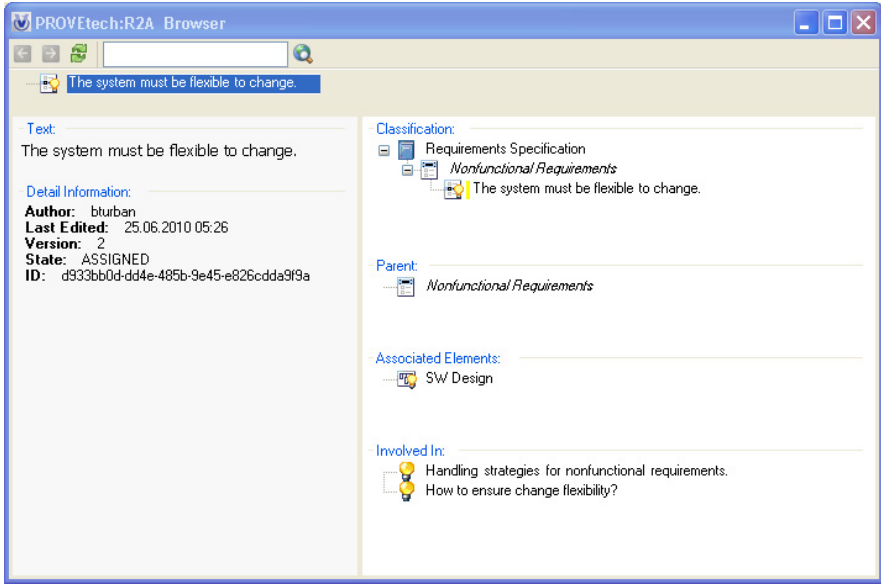 PROVEtech:R2A Browser
The system must be flexible to change.
Text:
The system must be flexible to change.
Detail Information:
Author: bturban
Last Edited: 25.06.2010 05:26
Version: 2
State: ASSIGNED
ID: d933bb0d-dd4e-485b-9e45-e826cdda9f9a
Classification:
Requirements Specification
Nonfunctional Requirements
The system must be flexible to change.
Parent:
Nonfunctional Requirements
Associated Elements:
SW Design
Involved In:
Handling strategies for nonfunctional requirements.
How to ensure change flexibility?